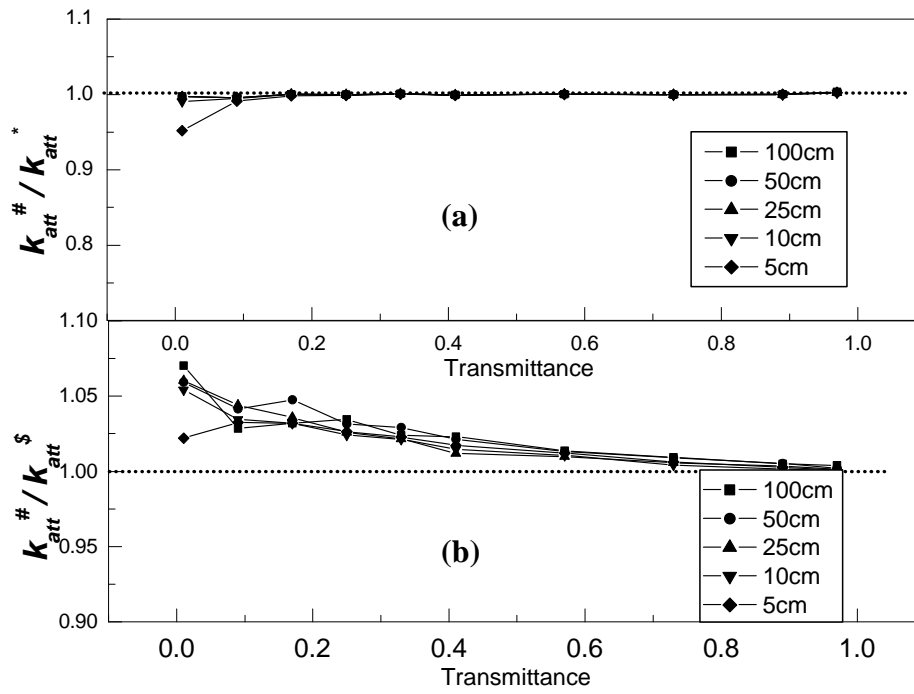 1.1
1.0
0.9
0.8
k_att^# / k_att^*
(a)
100cm
50cm
25cm
10cm
5cm
0.0 0.2 0.4 0.6 0.8 1.0
Transmittance
1.10
1.05
1.00
0.95
0.90
k_att^# / k_att^$
(b)
100cm
50cm
25cm
10cm
5cm
0.0 0.2 0.4 0.6 0.8 1.0
Transmittance